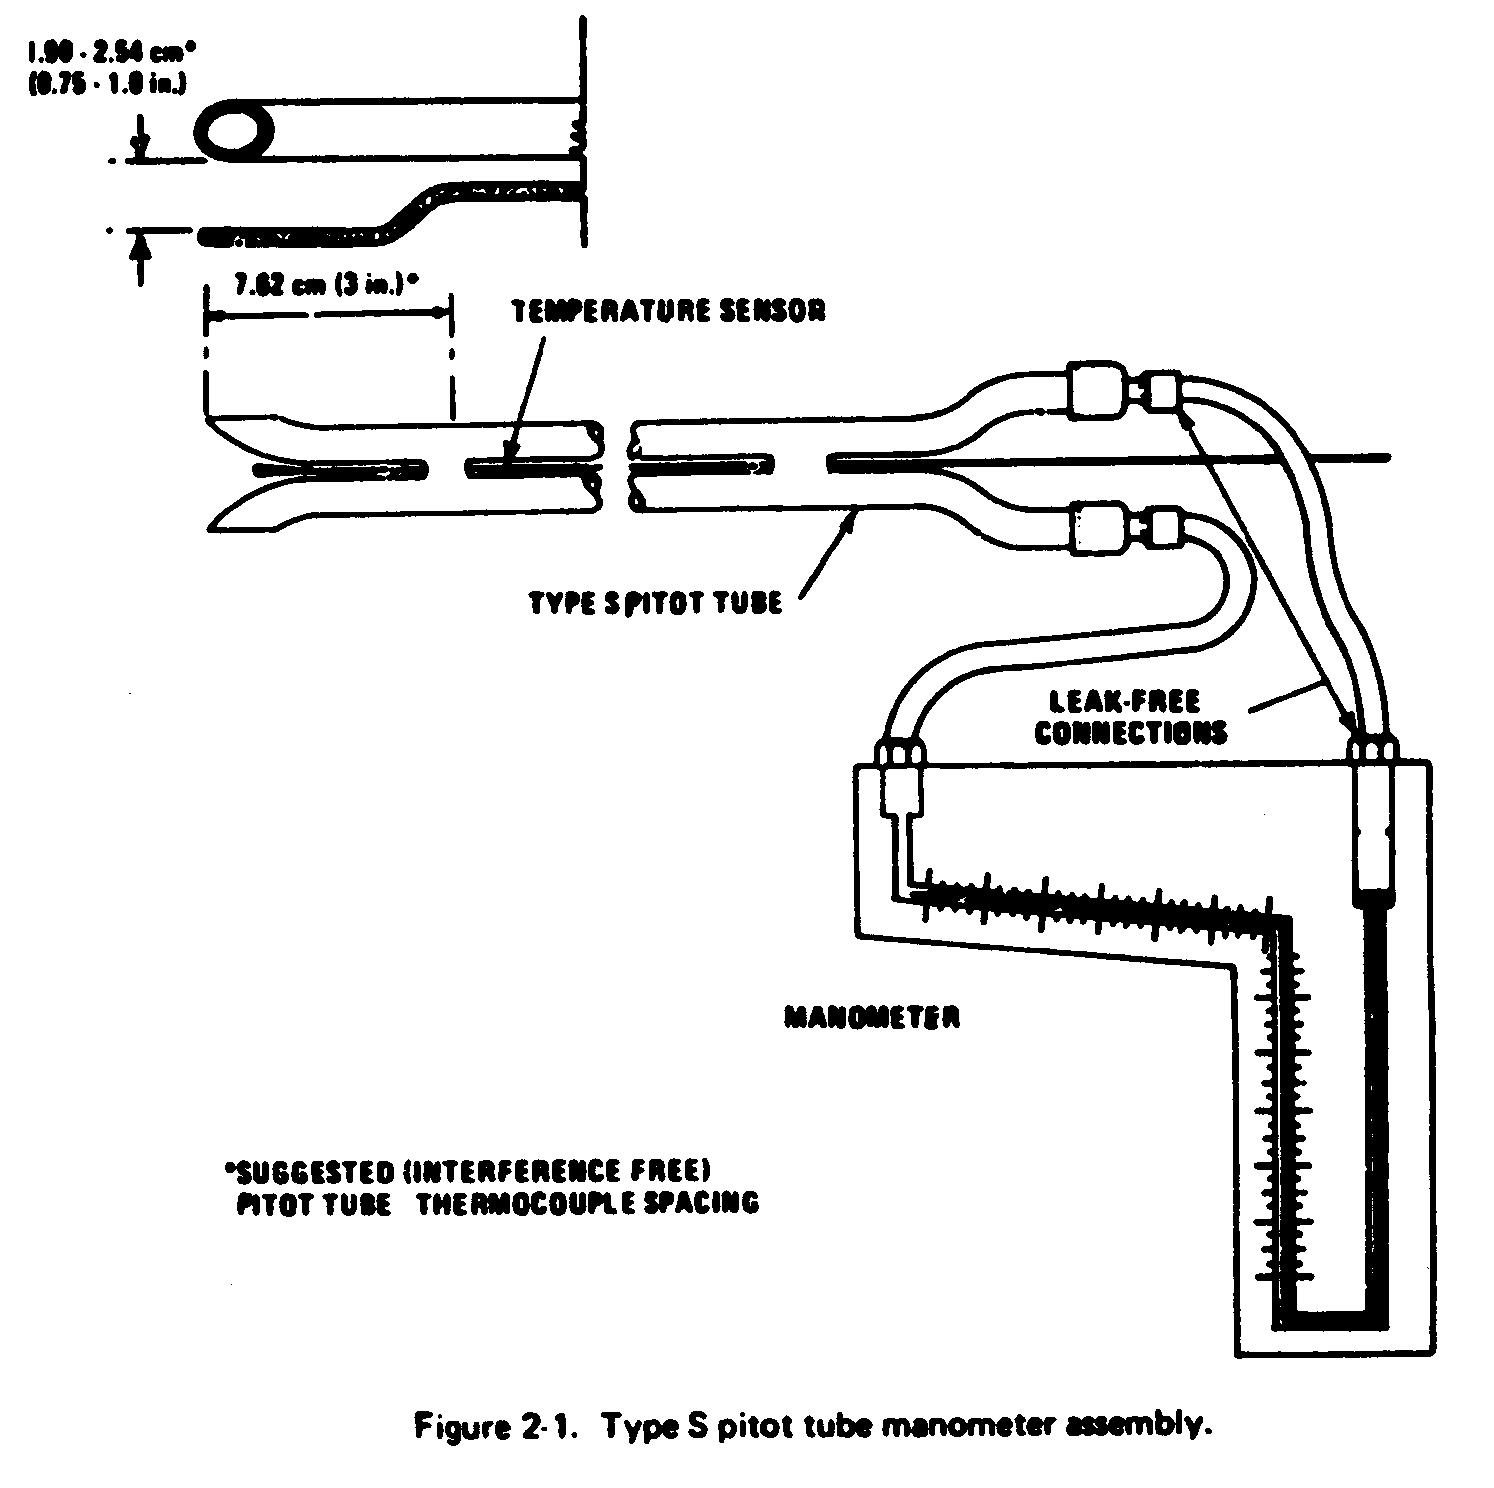 1.90 - 2.54 cm*
(0.75 - 1.0 in.)
7.62 cm (3 in.)*
TEMPERATURE SENSOR
TYPE S PITOT TUBE
LEAK-FREE
CONNECTIONS
MANOMETER
*SUGGESTED (INTERFERENCE FREE)
PITOT TUBE THERMOCOUPLE SPACING
Figure 2-1. Type S pitot tube manometer assembly.